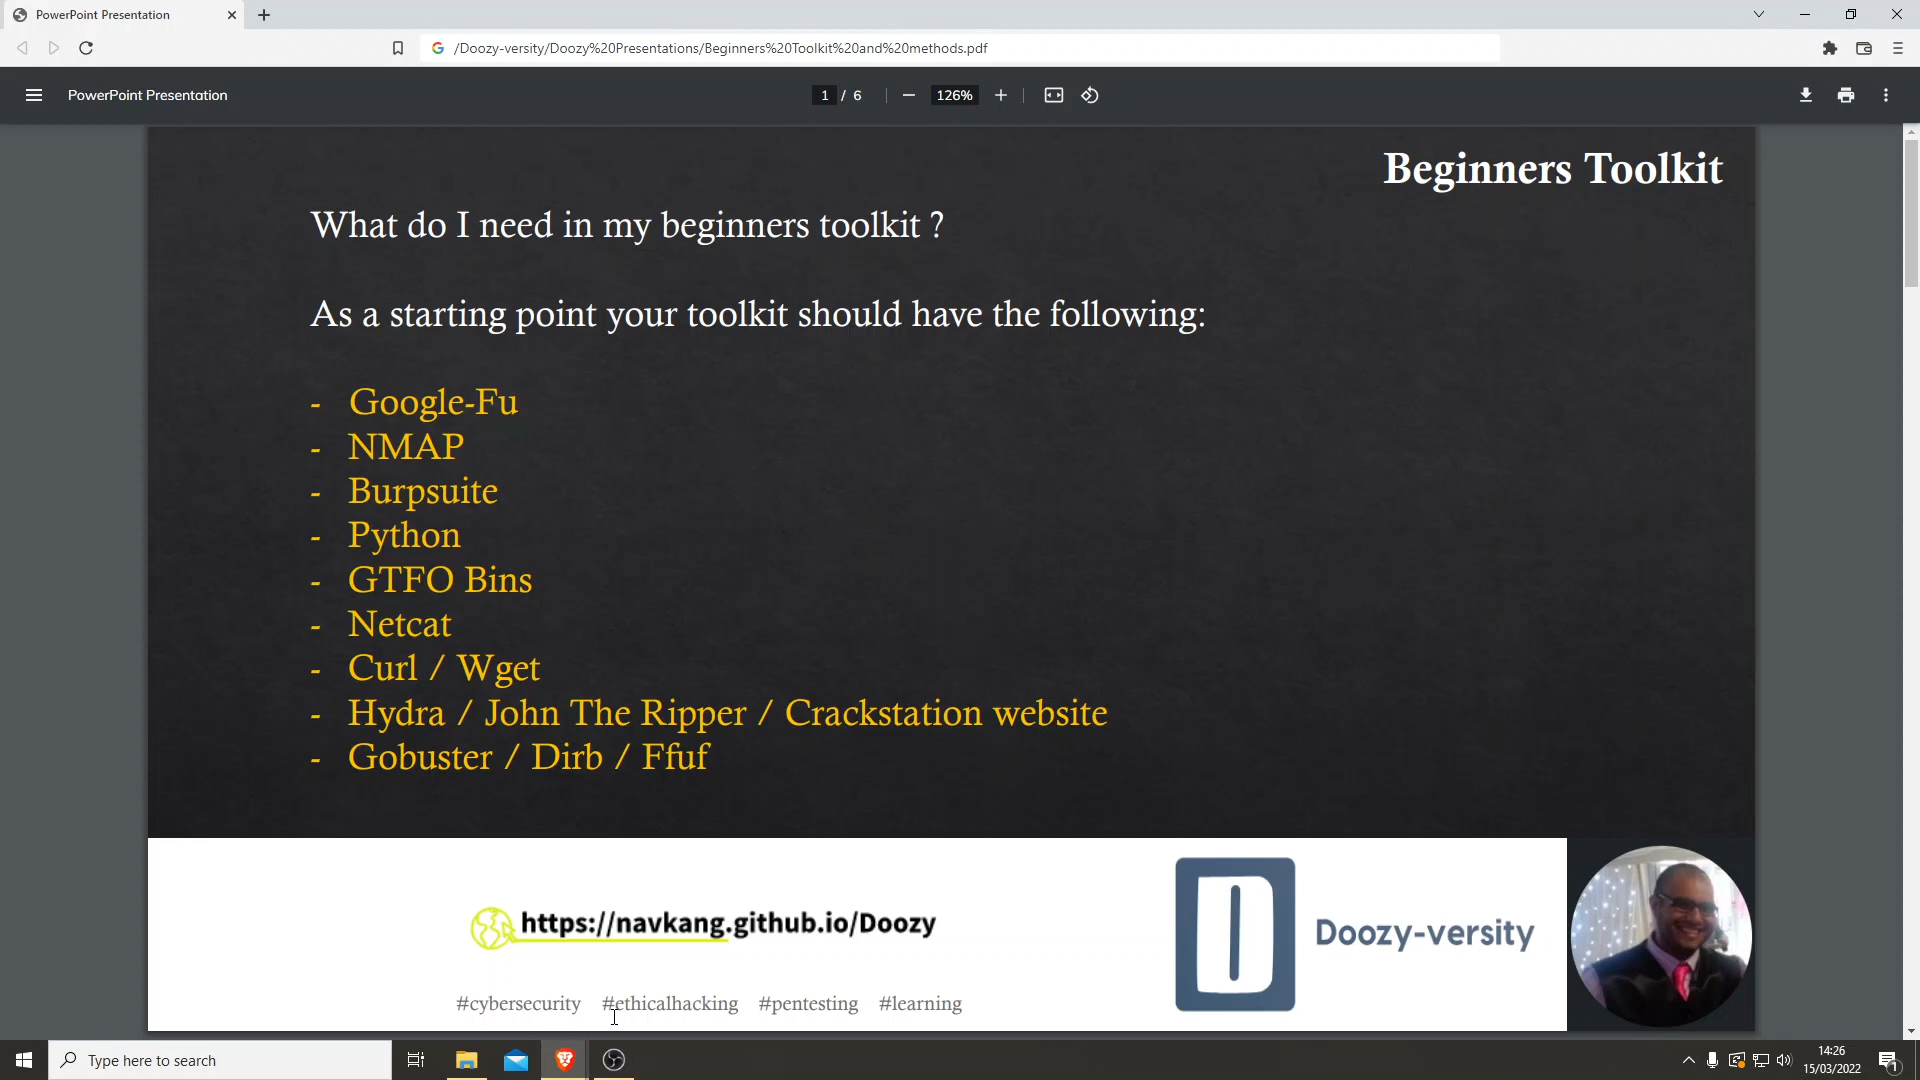 PowerPoint Presentation
/Doozy-versity/Doozy%20Presentations/Beginners%20Toolkit%20and%20methods.pdf
PowerPoint Presentation
1 / 6
126%
Beginners Toolkit
What do I need in my beginners toolkit ?
As a starting point your toolkit should have the following:
- Google-Fu
- NMAP
- Burpsuite
- Python
- GTFO Bins
- Netcat
- Curl / Wget
- Hydra / John The Ripper / Crackstation website
- Gobuster / Dirb / Ffuf
https://navkang.github.io/Doozy
D
Doozy-versity
#cybersecurity #ethicalhacking #pentesting #learning
Type here to search
14:26
15/03/2022
1